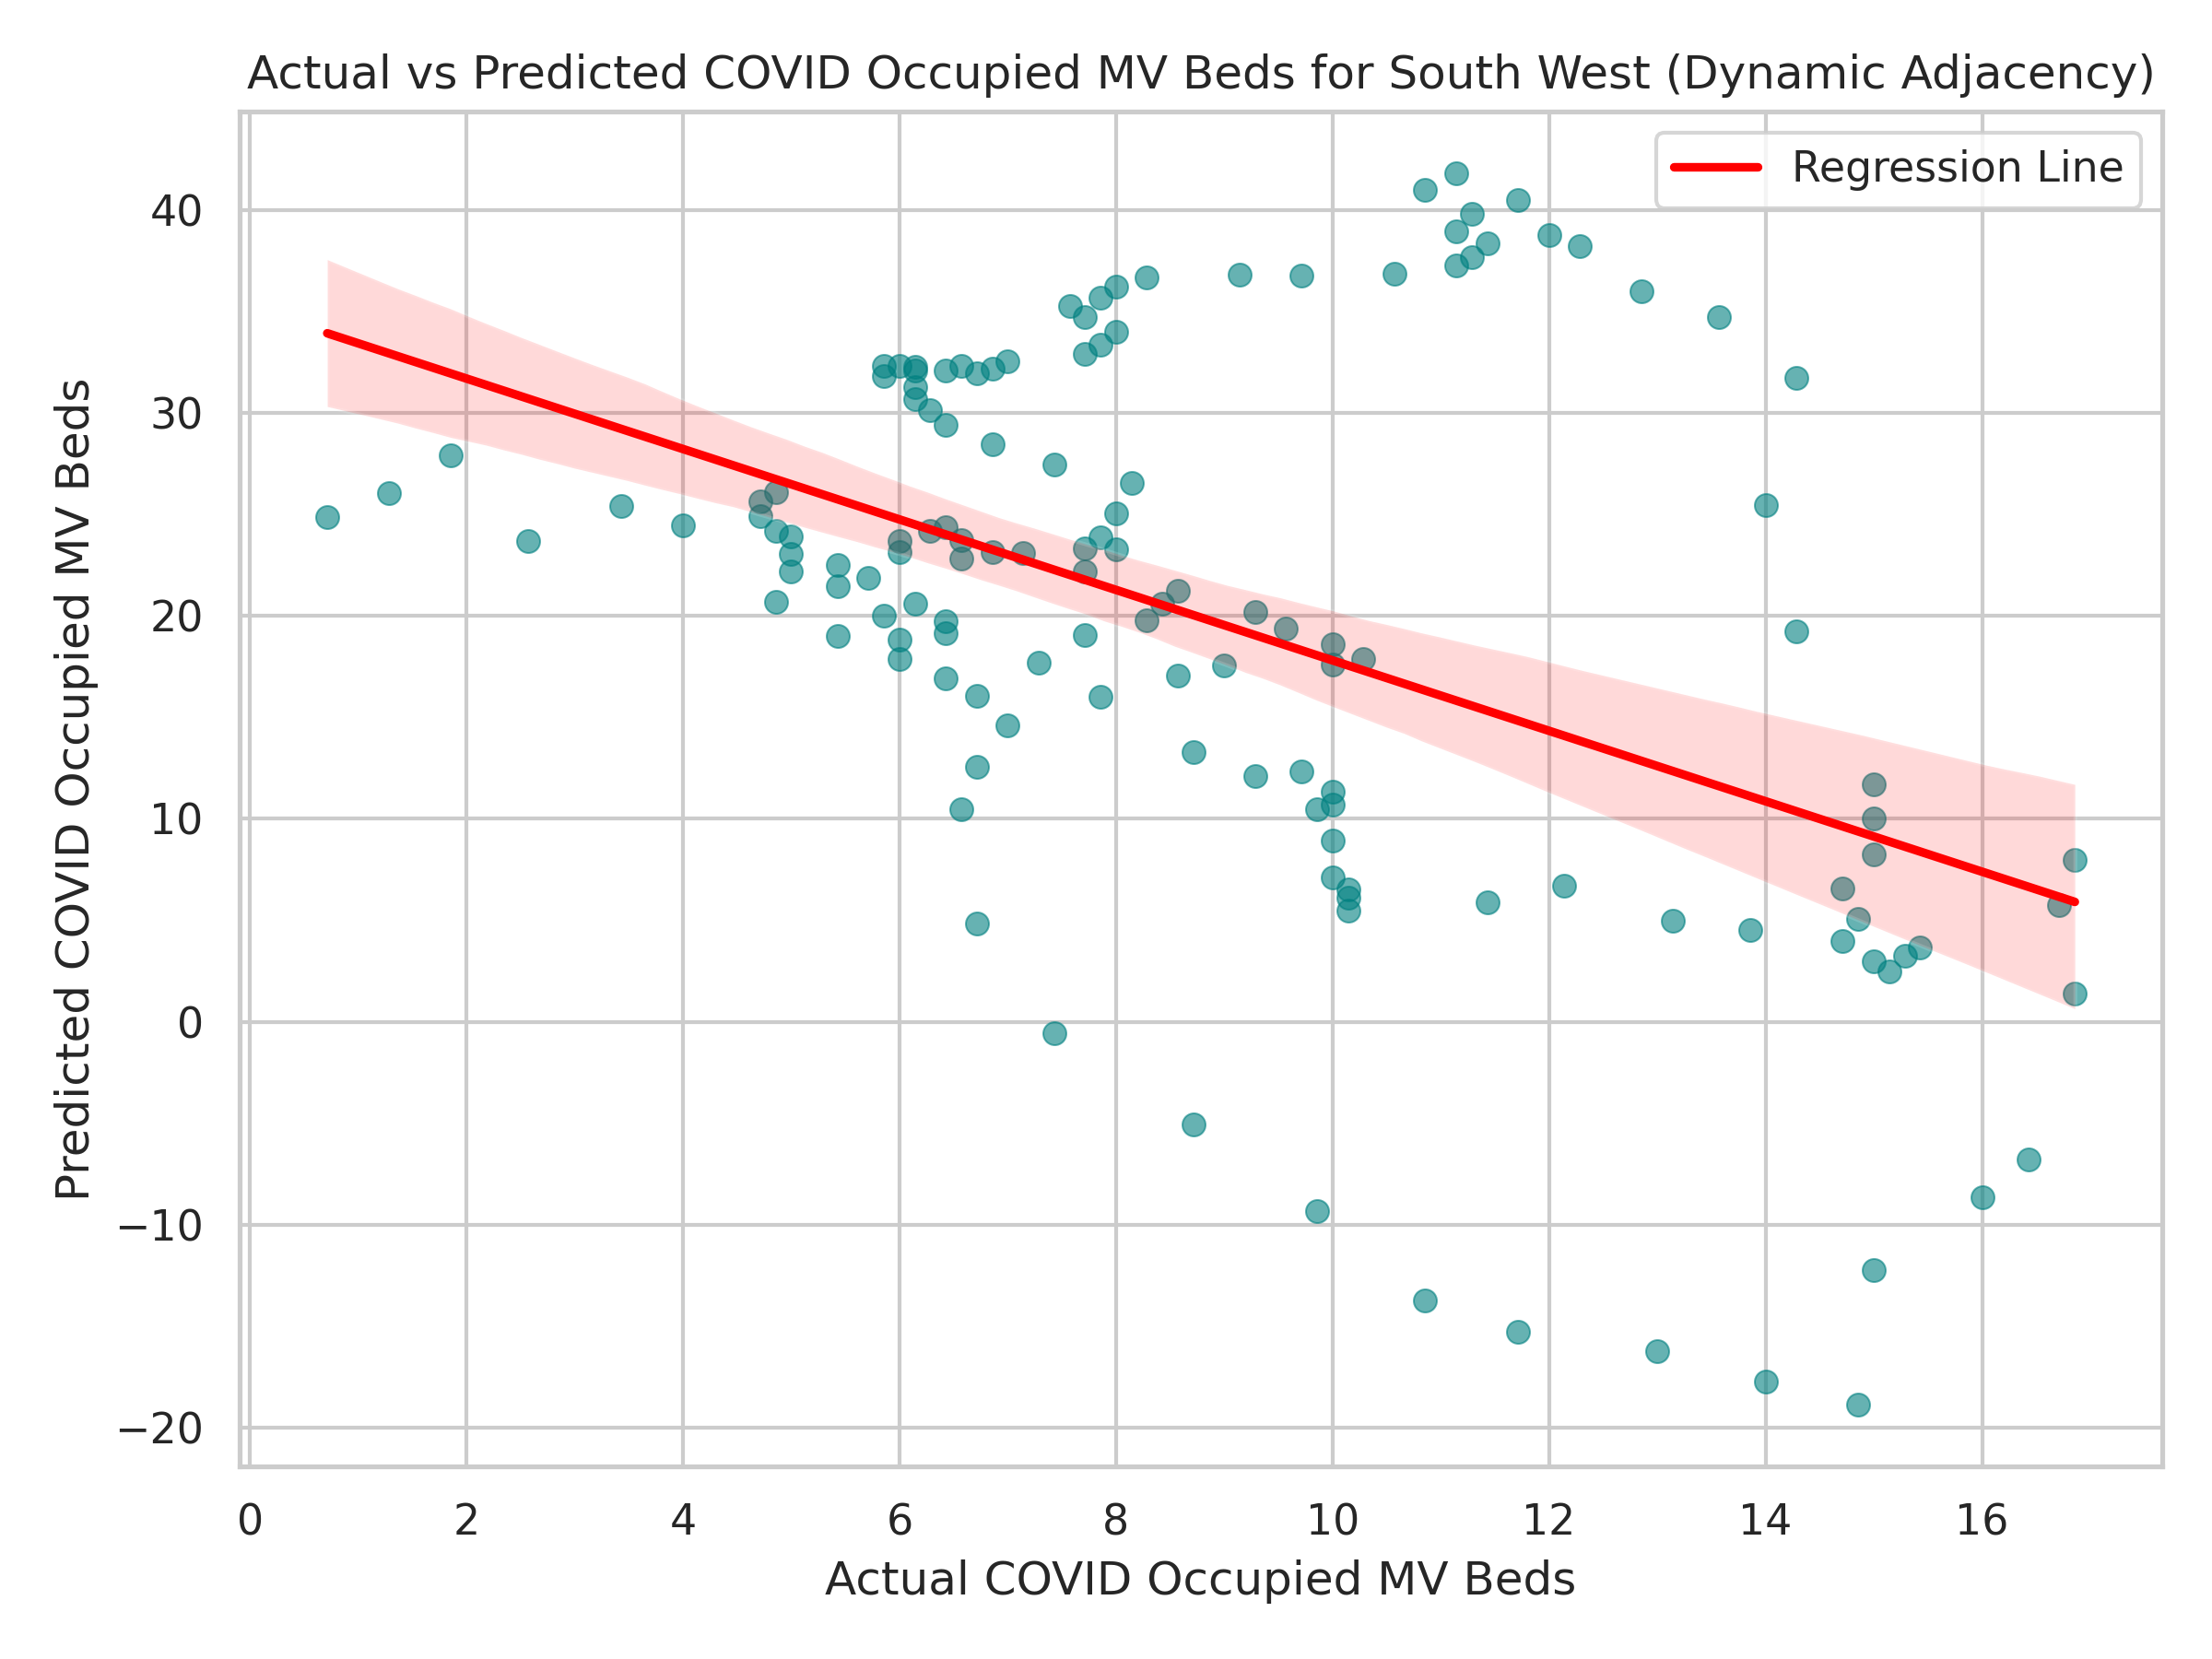 Actual vs Predicted COVID Occupied MV Beds for South West (Dynamic Adjacency)
Regression Line
Predicted COVID Occupied MV Beds
40
30
20
10
0
−10
−20
0 2 4 6 8 10 12 14 16
Actual COVID Occupied MV Beds